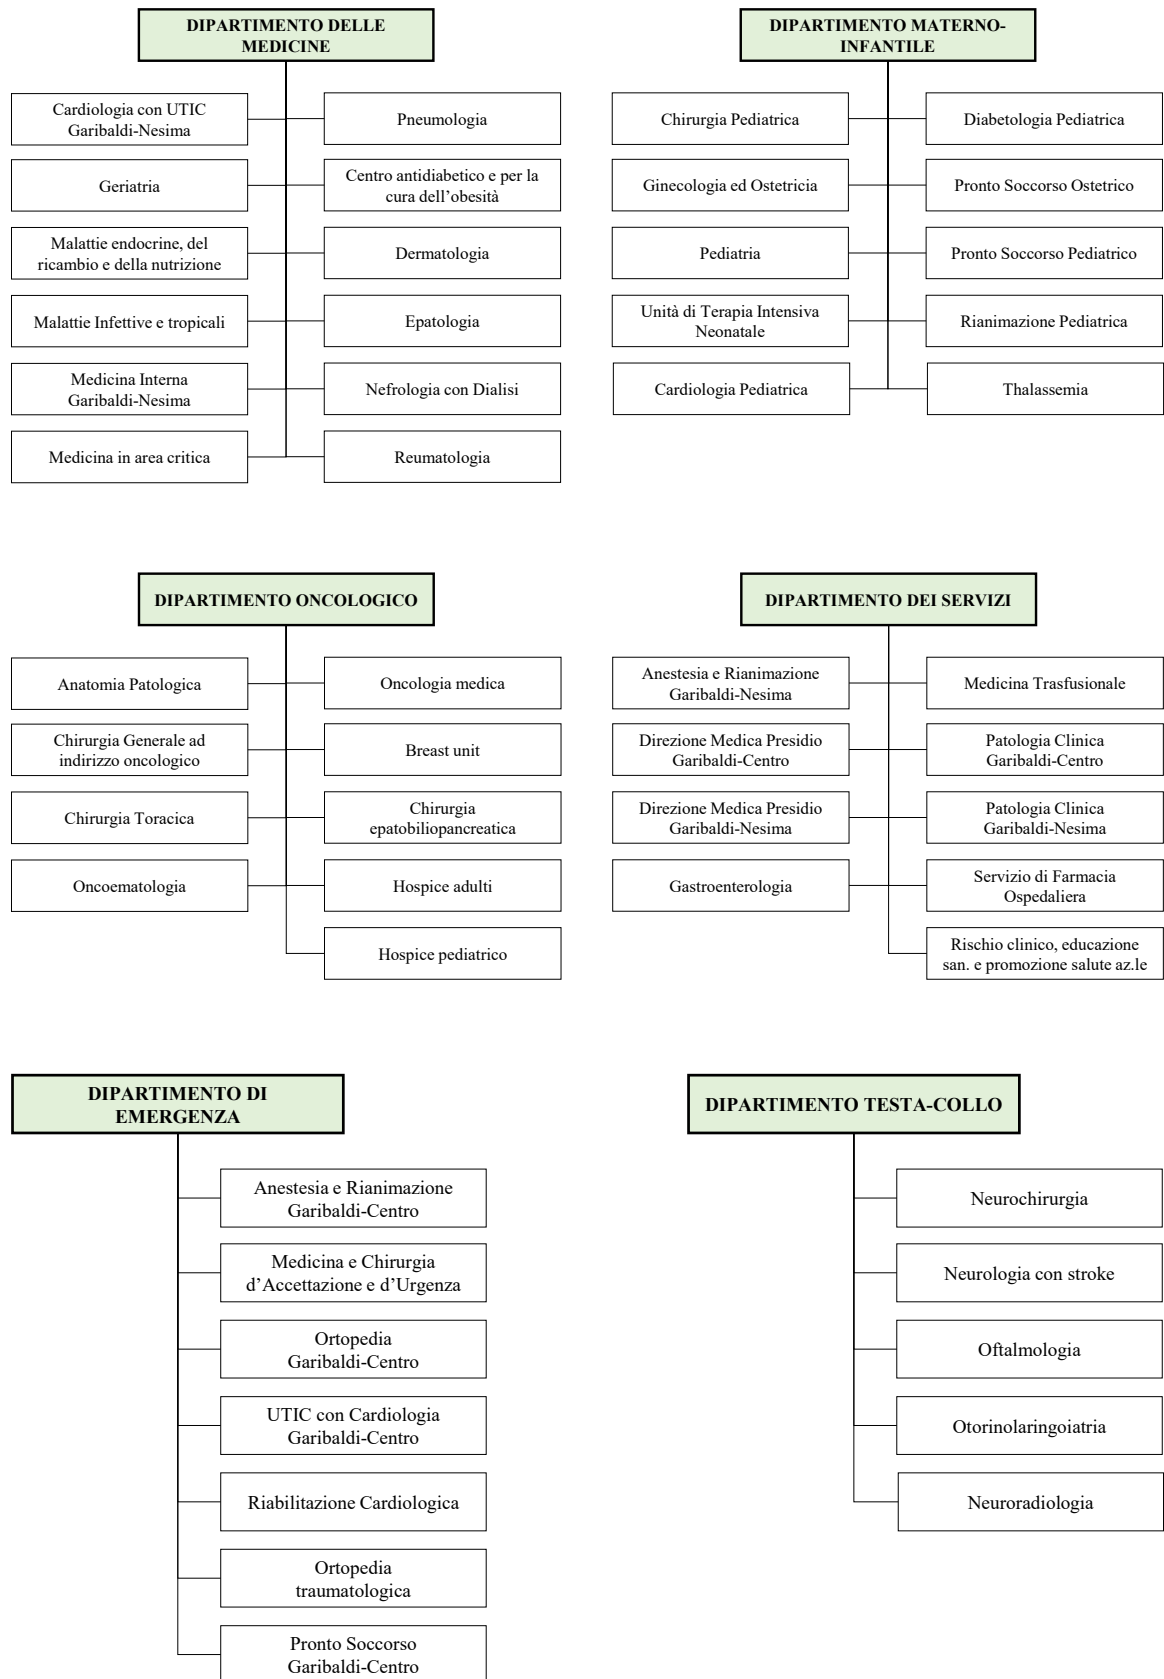 DIPARTIMENTO DELLE
MEDICINE
Cardiologia con UTIC
Garibaldi-Nesima
Pneumologia
Geriatria
Centro antidiabetico e per la
cura dell’obesità
Malattie endocrine, del
ricambio e della nutrizione
Dermatologia
Malattie Infettive e tropicali
Epatologia
Medicina Interna
Garibaldi-Nesima
Nefrologia con Dialisi
Medicina in area critica
Reumatologia
DIPARTIMENTO MATERNO-
INFANTILE
Chirurgia Pediatrica
Diabetologia Pediatrica
Ginecologia ed Ostetricia
Pronto Soccorso Ostetrico
Pediatria
Pronto Soccorso Pediatrico
Unità di Terapia Intensiva
Neonatale
Rianimazione Pediatrica
Cardiologia Pediatrica
Thalassemia
DIPARTIMENTO ONCOLOGICO
Anatomia Patologica
Oncologia medica
Chirurgia Generale ad
indirizzo oncologico
Breast unit
Chirurgia Toracica
Chirurgia
epatobiliopancreatica
Oncoematologia
Hospice adulti
Hospice pediatrico
DIPARTIMENTO DEI SERVIZI
Anestesia e Rianimazione
Garibaldi-Nesima
Medicina Trasfusionale
Direzione Medica Presidio
Garibaldi-Centro
Patologia Clinica
Garibaldi-Centro
Direzione Medica Presidio
Garibaldi-Nesima
Patologia Clinica
Garibaldi-Nesima
Gastroenterologia
Servizio di Farmacia
Ospedaliera
Rischio clinico, educazione
san. e promozione salute az.le
DIPARTIMENTO DI
EMERGENZA
Anestesia e Rianimazione
Garibaldi-Centro
Medicina e Chirurgia
d’Accettazione e d’Urgenza
Ortopedia
Garibaldi-Centro
UTIC con Cardiologia
Garibaldi-Centro
Riabilitazione Cardiologica
Ortopedia
traumatologica
Pronto Soccorso
Garibaldi-Centro
DIPARTIMENTO TESTA-COLLO
Neurochirurgia
Neurologia con stroke
Oftalmologia
Otorinolaringoiatria
Neuroradiologia